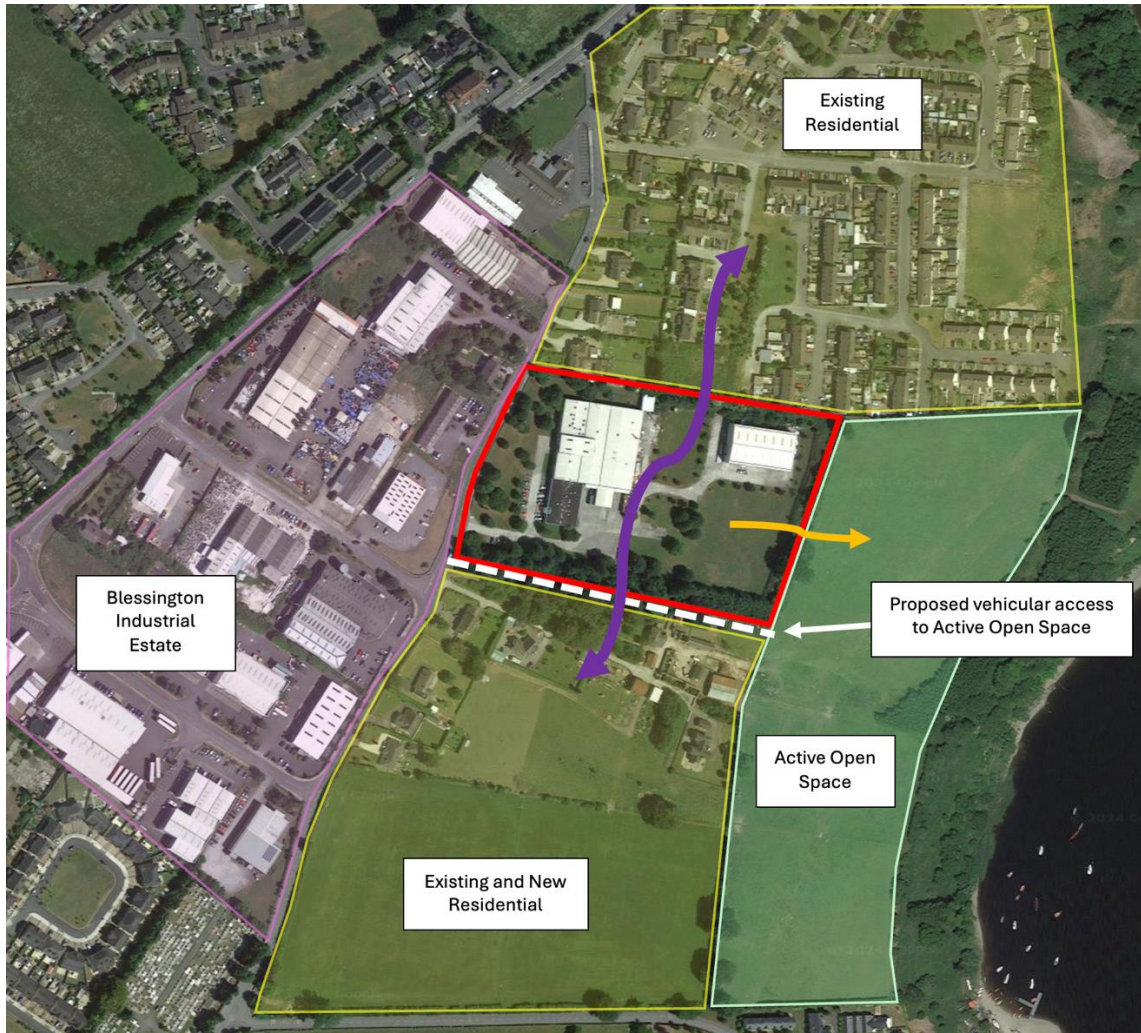 Existing
Residential
Blessington
Industrial
Estate
Proposed vehicular access
to Active Open Space
Active Open
Space
Existing and New
Residential